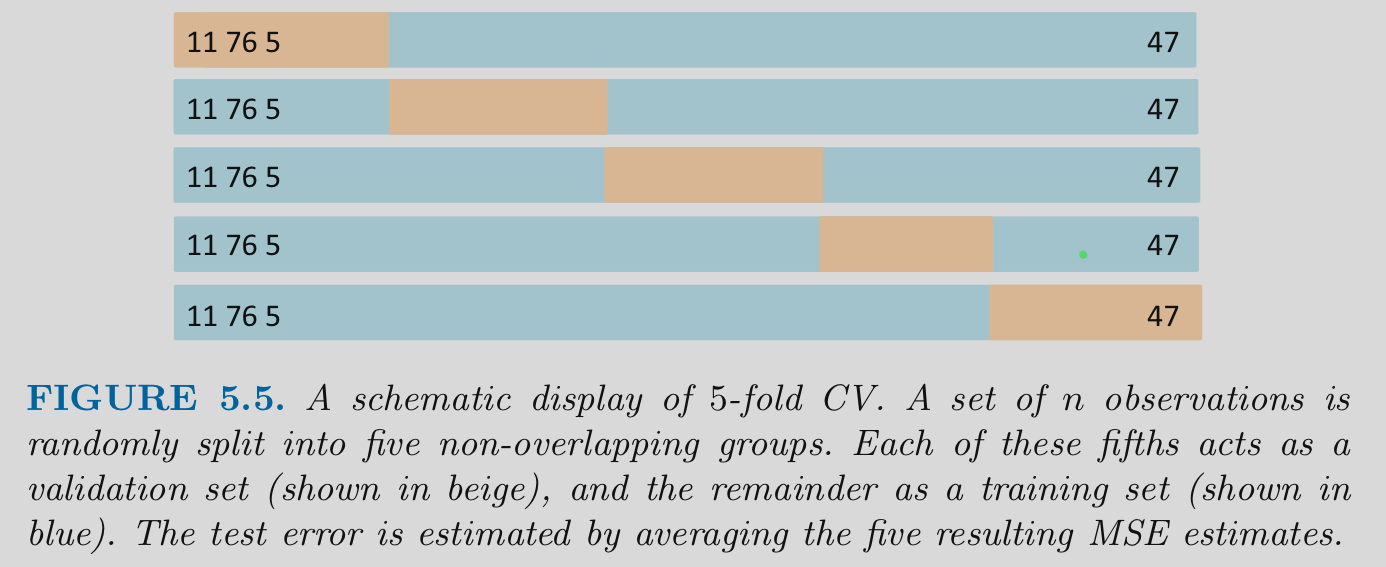 11 76 5 47
11 76 5 47
11 76 5 47
11 76 5 47
11 76 5 47
FIGURE 5.5. A schematic display of 5-fold CV. A set of n observations is
randomly split into five non-overlapping groups. Each of these fifths acts as a
validation set (shown in beige), and the remainder as a training set (shown in
blue). The test error is estimated by averaging the five resulting MSE estimates.